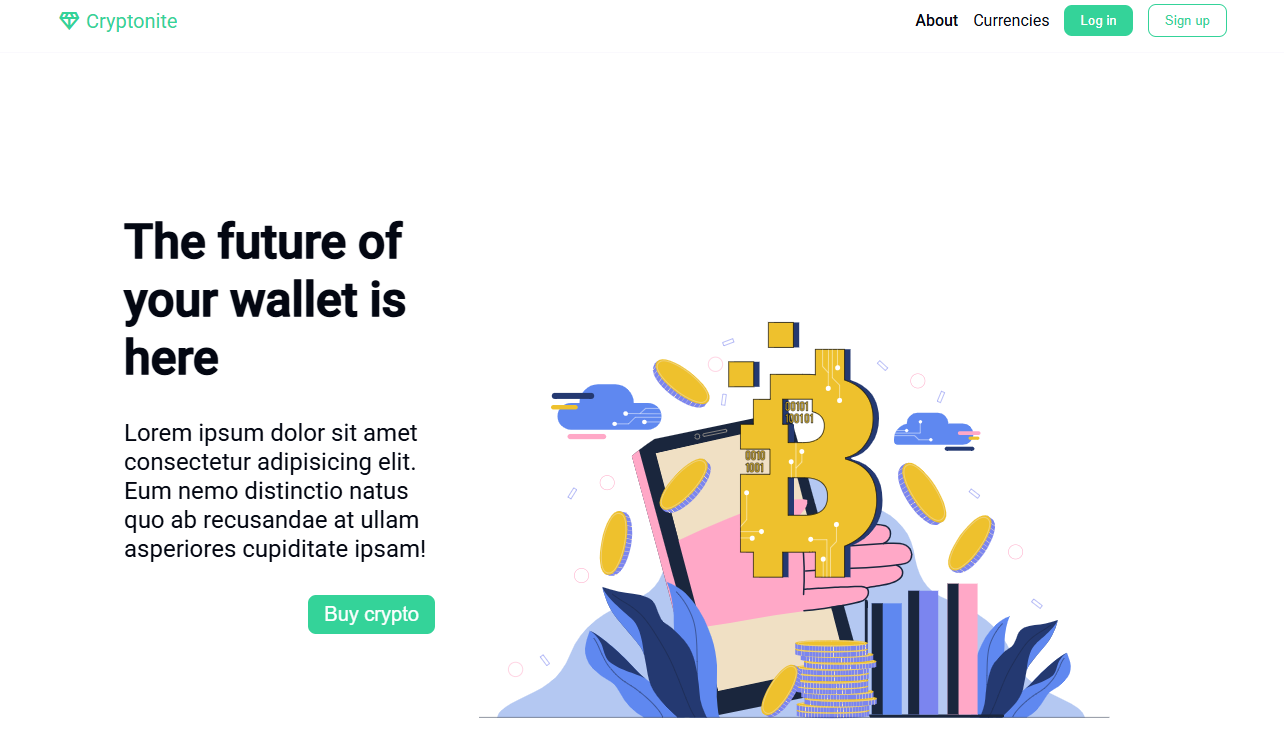 Cryptonite
About Currencies Log in Sign up
The future of
your wallet is
here
Lorem ipsum dolor sit amet
consectetur adipisicing elit.
Eum nemo distinctio natus
quo ab recusandae at ullam
asperiores cupiditate ipsam!
Buy crypto
00101
100101
0010
1001